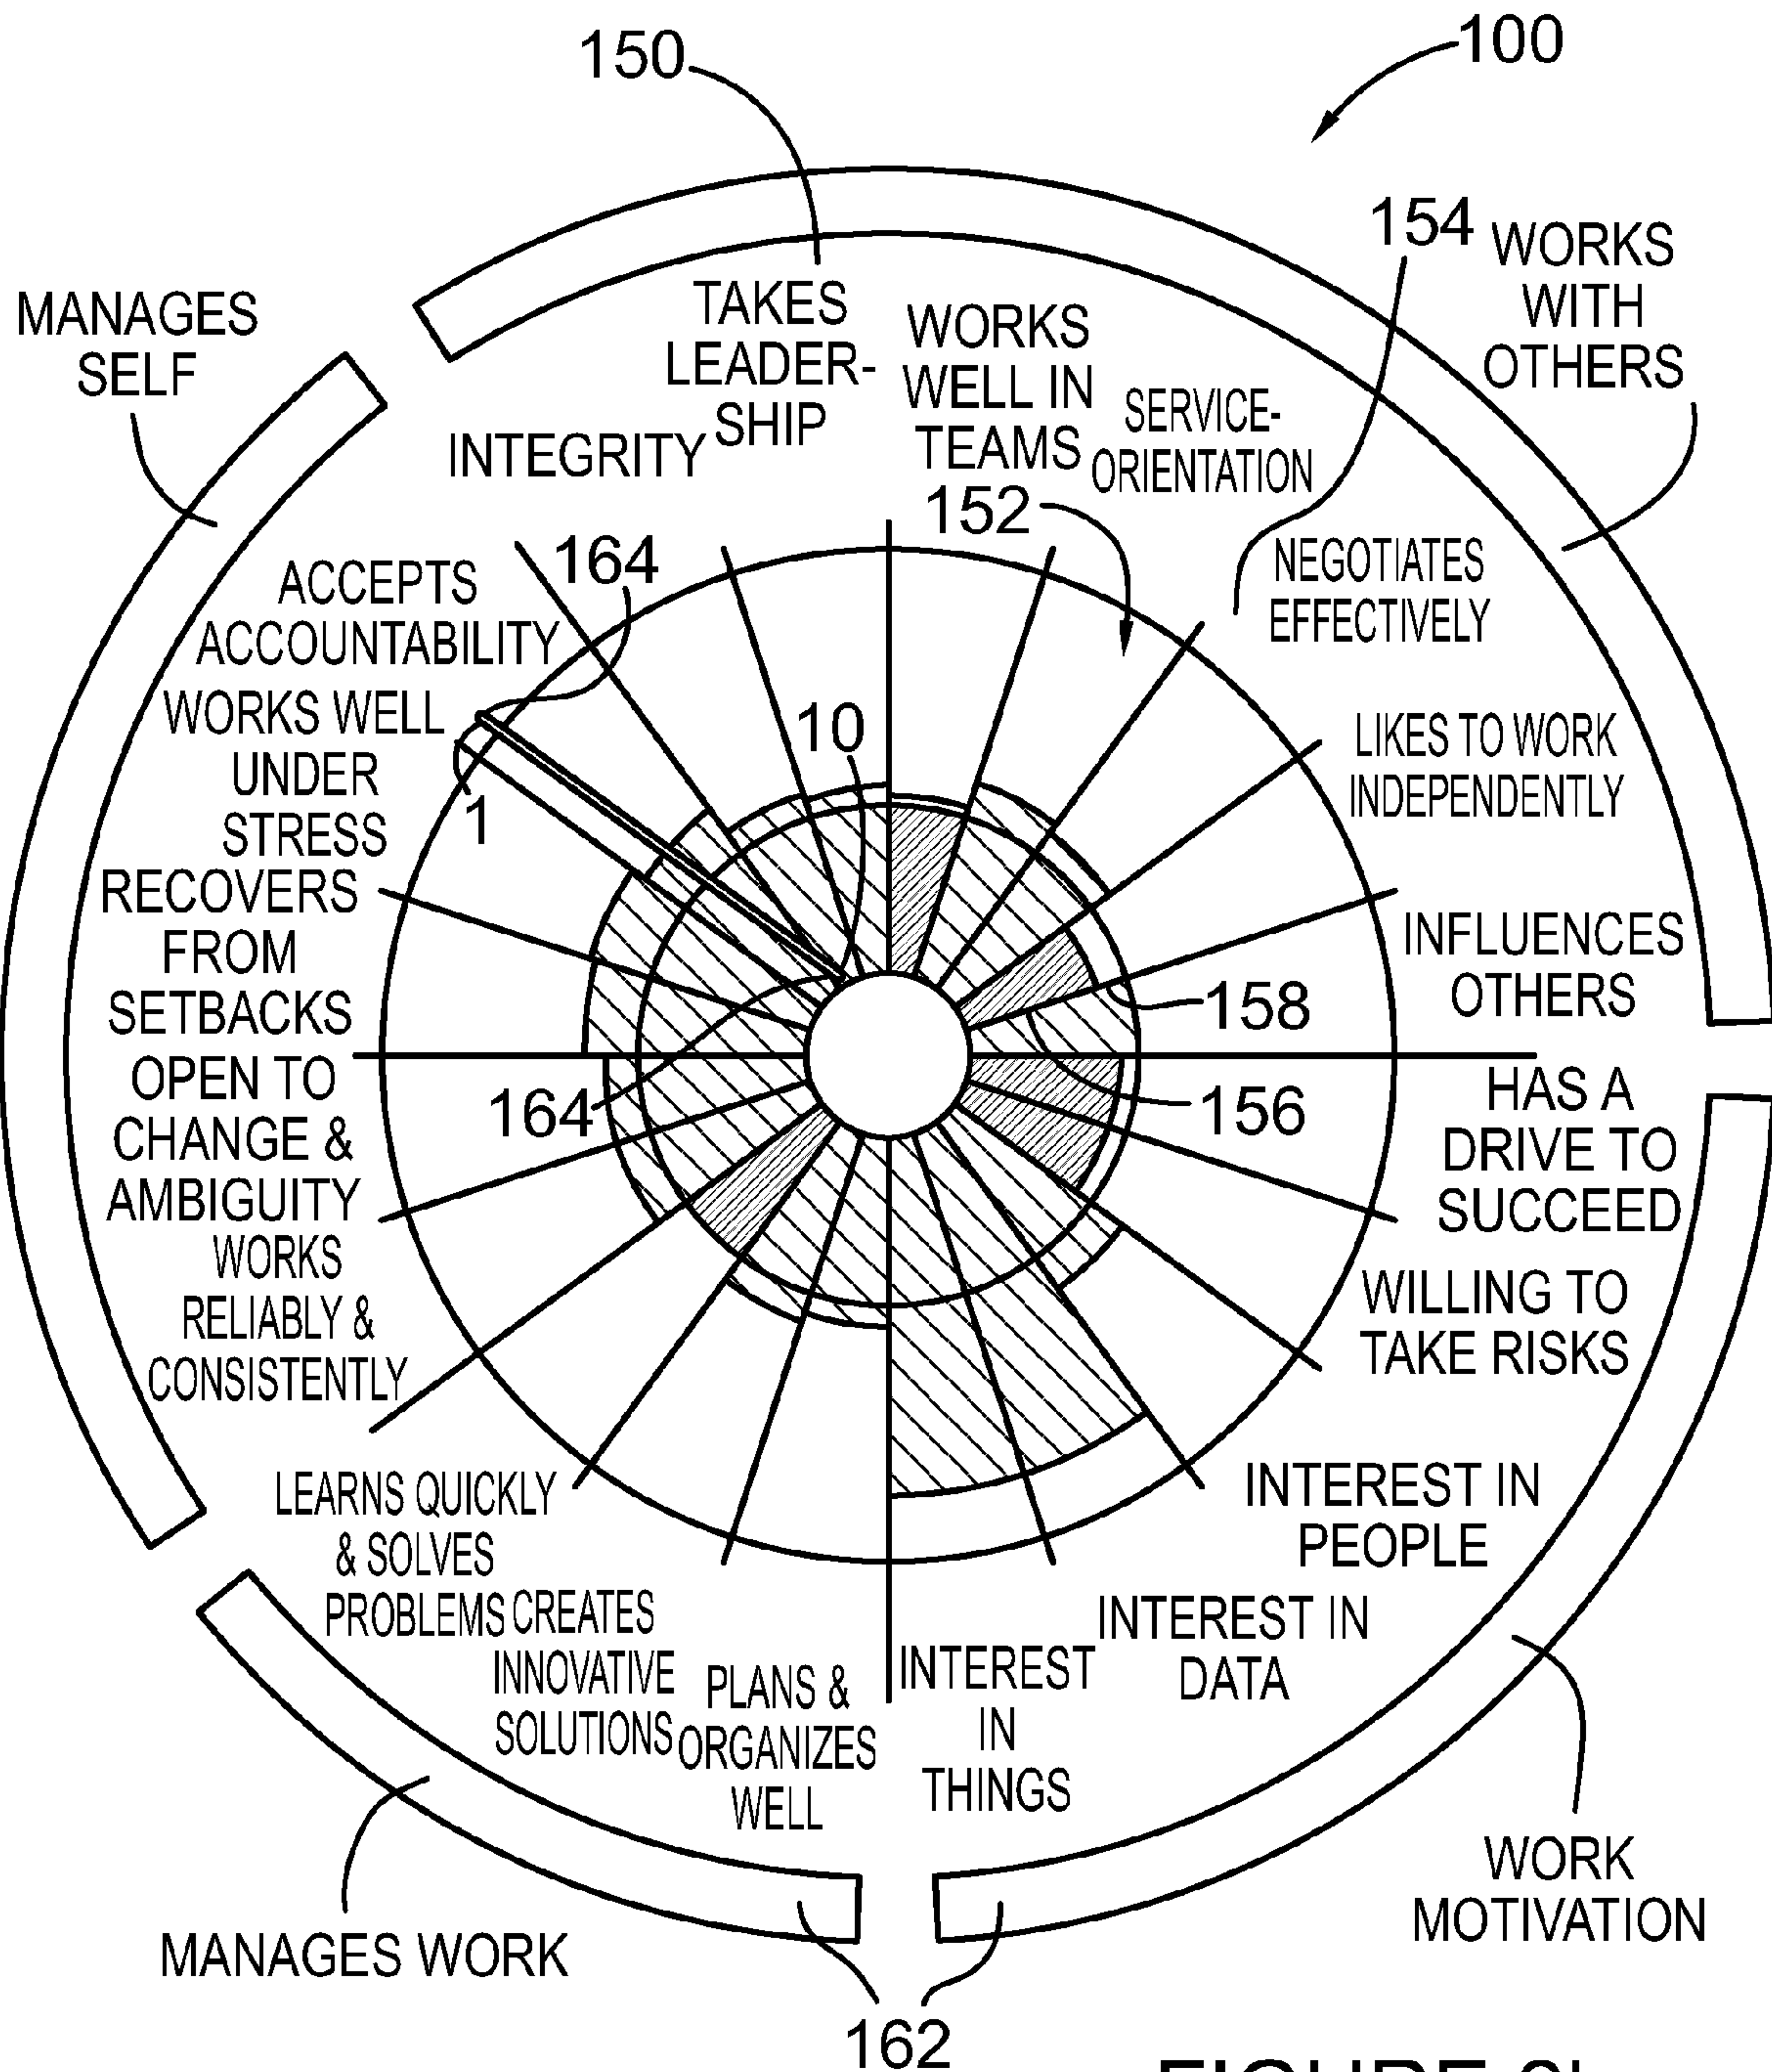 150
100
154
WORKS
WITH
OTHERS
MANAGES
SELF
TAKES
LEADER-
SHIP
WORKS
WELL IN
TEAMS
SERVICE-
ORIENTATION
INTEGRITY
152
164
NEGOTIATES
EFFECTIVELY
ACCEPTS
ACCOUNTABILITY
WORKS WELL
UNDER
STRESS
1
10
LIKES TO WORK
INDEPENDENTLY
RECOVERS
FROM
SETBACKS
INFLUENCES
OTHERS
158
OPEN TO
CHANGE &
AMBIGUITY
164
156
HAS A
DRIVE TO
SUCCEED
WORKS
RELIABLY &
CONSISTENTLY
WILLING TO
TAKE RISKS
LEARNS QUICKLY
& SOLVES
PROBLEMS
INTEREST IN
PEOPLE
CREATES
INNOVATIVE
SOLUTIONS
PLANS &
ORGANIZES
WELL
INTEREST
IN
THINGS
INTEREST IN
DATA
WORK
MOTIVATION
MANAGES WORK
162